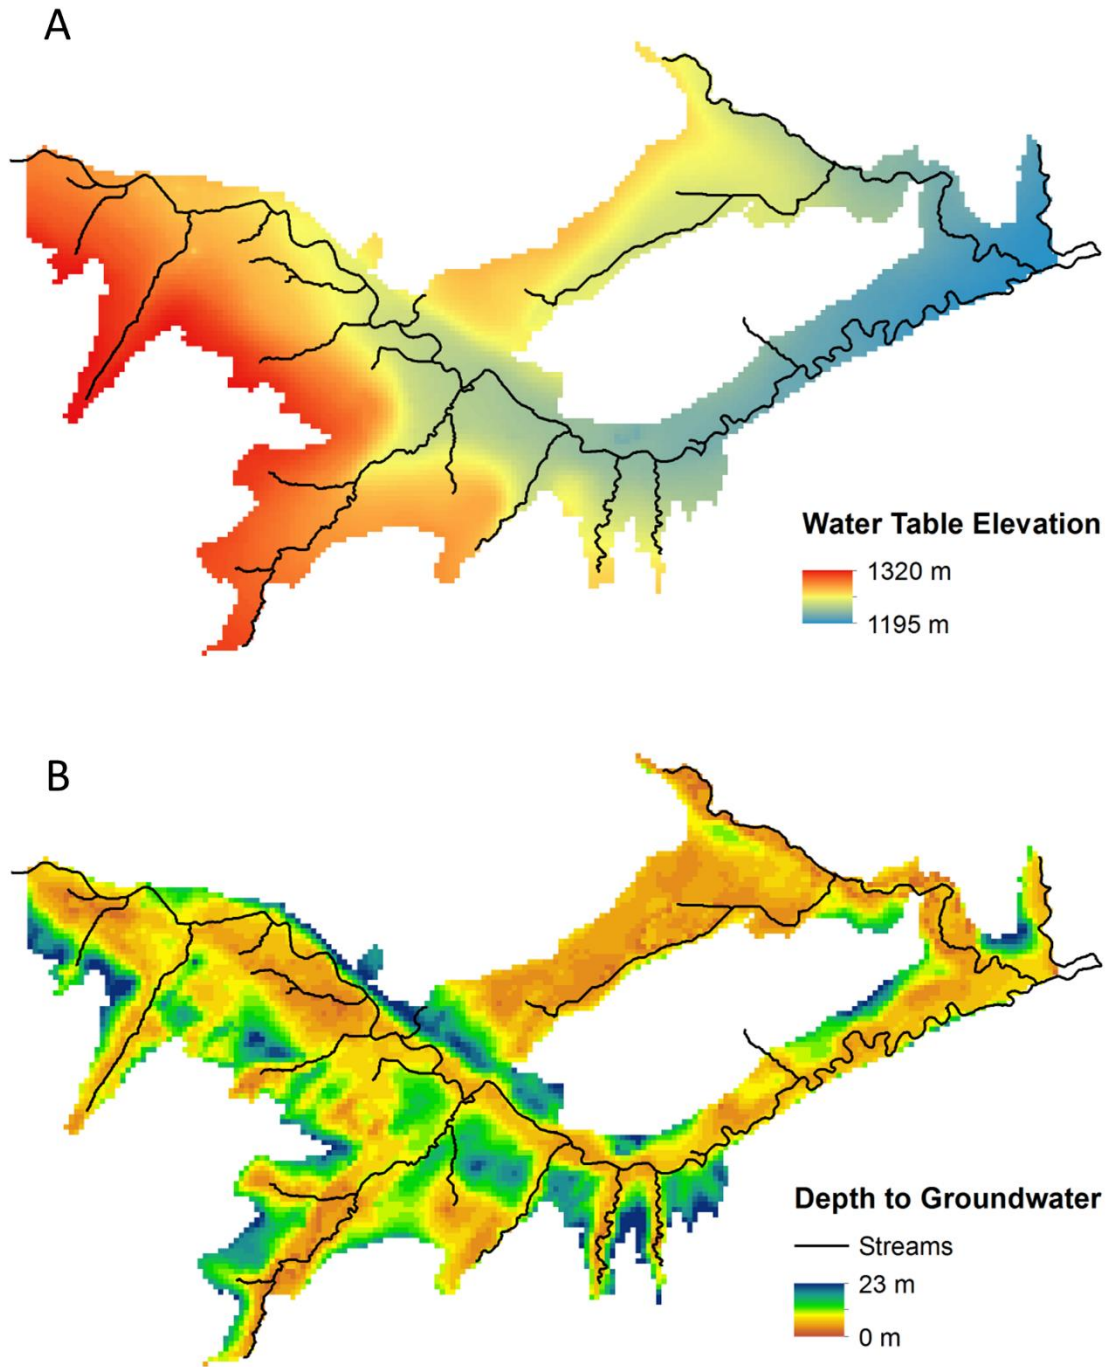 A
Water Table Elevation
1320 m
1195 m
B
Depth to Groundwater
Streams
23 m
0 m